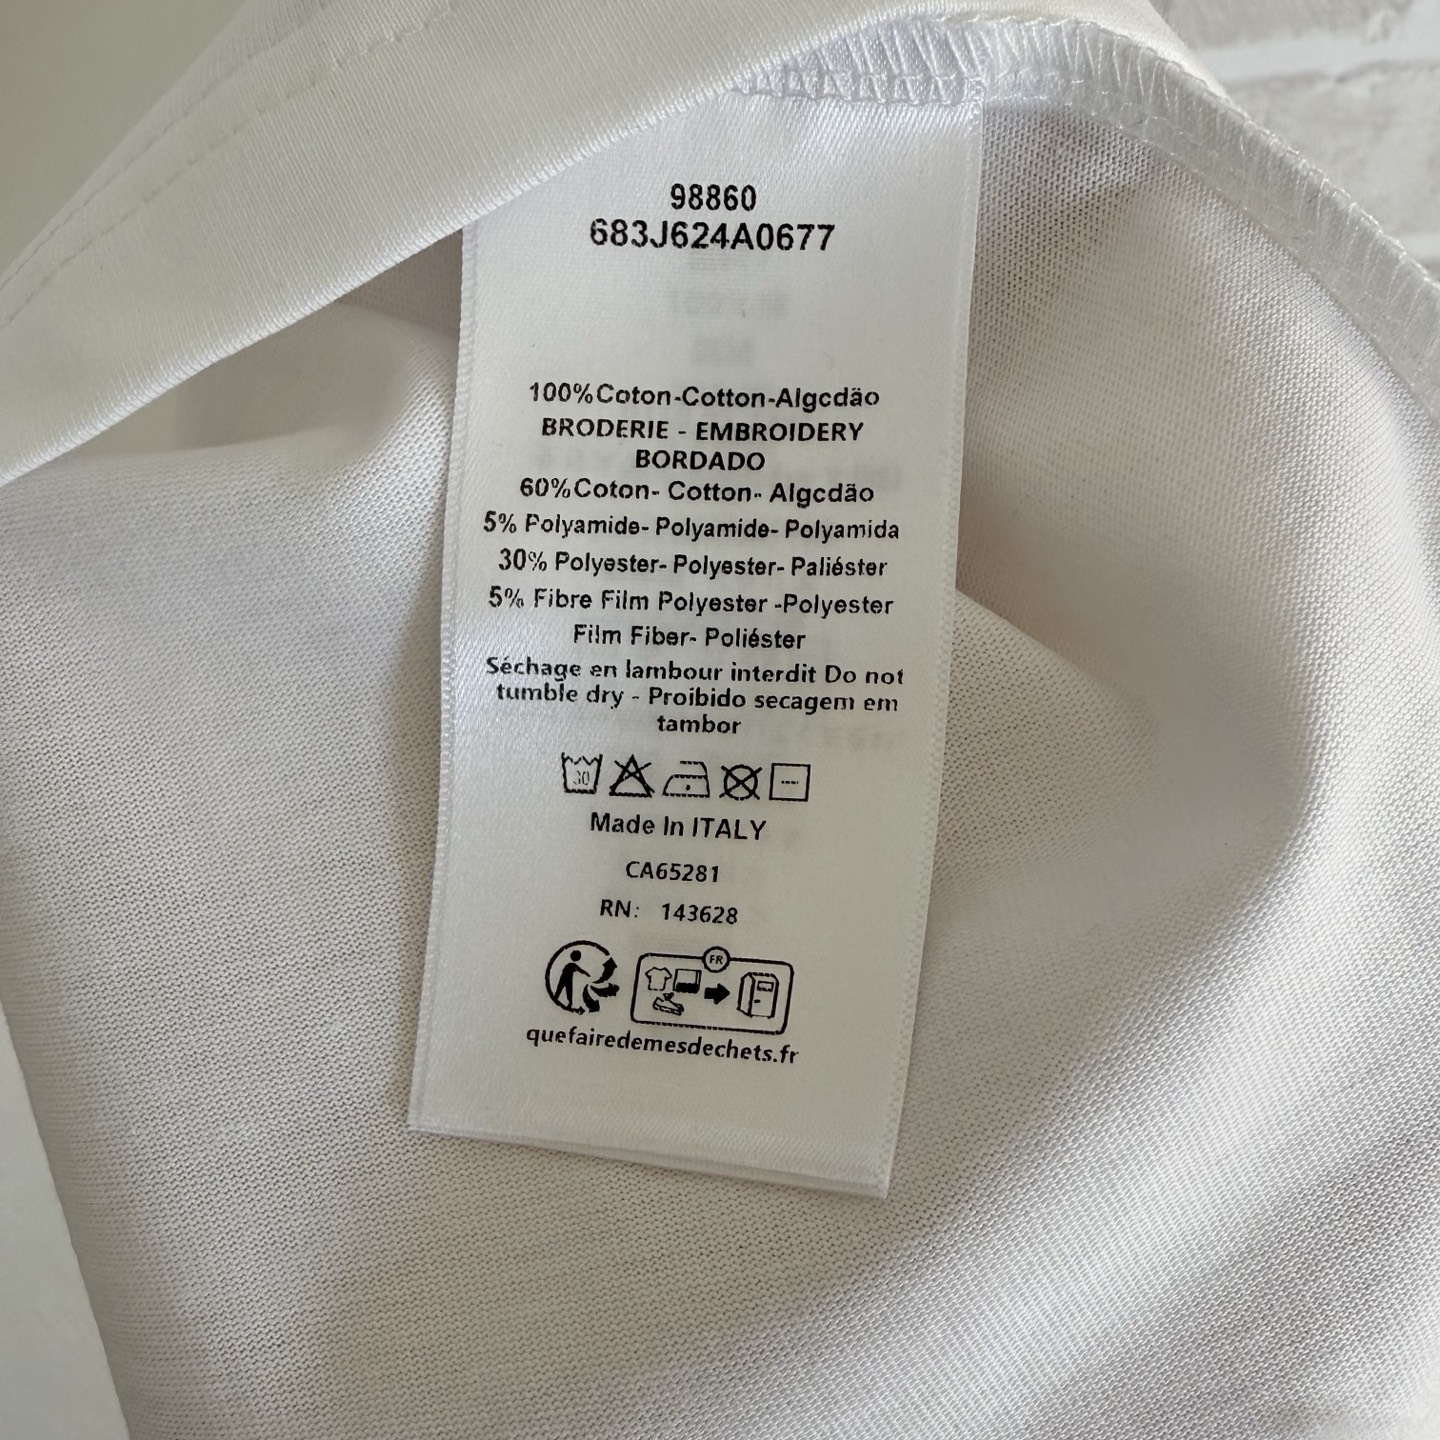 98860
683J624A0677
100%Coton-Cotton-Algcdão
BRODERIE - EMBROIDERY
BORDADO
60%Coton- Cotton- Algcdão
5% Polyamide- Polyamide- Polyamida
30% Polyester- Polyester- Paliéster
5% Fibre Film Polyester -Polyester
Film Fiber- Poliéster
Séchage en lambour interdit Do not
tumble dry - Proibido secagem em
tambor
30
Made In ITALY
CA65281
RN: 143628
FR
quefairedemesdechets.fr